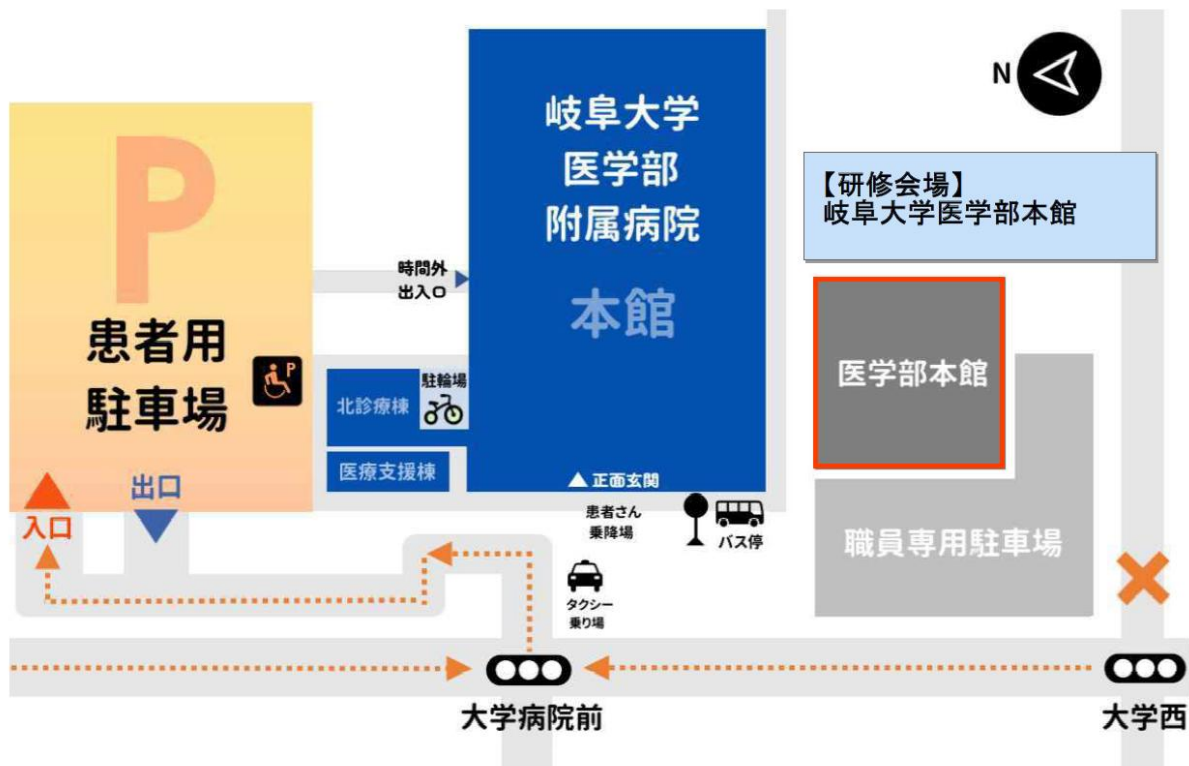 N
岐阜大学
医学部
附属病院
本館
【研修会場】
岐阜大学医学部本館
P
患者用
駐車場
P
時間外
出入口
駐輪場
北診療棟
医療支援棟
医学部本館
正面玄関
患者さん
乗降場
バス停
職員専用駐車場
出口
入口
タクシー
乗り場
大学病院前
大学西